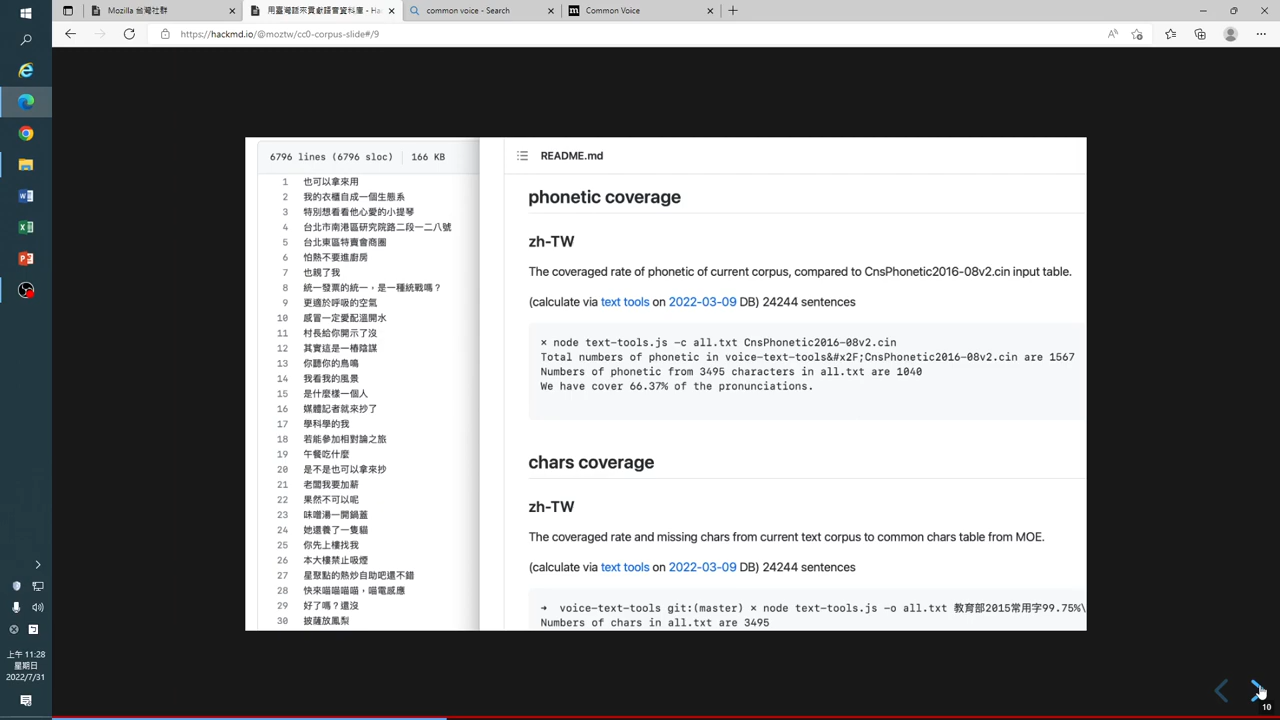 Mozilla 台灣社群
用臺灣話來貢獻語音資料庫 - Ha
common voice - Search
Common Voice
https://hackmd.io/@moztw/cc0-corpus-slide#/9
6796 lines (6796 sloc) 166 KB
1 也可以拿來用
2 我的衣櫃自成一個生態系
3 特別想看看他心愛的小提琴
4 台北市南港區研究院路二段一二八號
5 台北東區特賣會商圈
6 怕熱不要進廚房
7 也親了我
8 統一發票的統一，是一種統戰嗎？
9 更適於呼吸的空氣
10 感冒一定愛配溫開水
11 村長給你開示了沒
12 其實這是一樁陰謀
13 你聽你的鳥鳴
14 我看我的風景
15 是什麼樣一個人
16 媒體記者就來抄了
17 學科學的我
18 若能參加相對論之旅
19 午餐吃什麼
20 是不是也可以拿來抄
21 老闆我要加薪
22 果然不可以呢
23 味噌湯一開鍋蓋
24 她還養了一隻貓
25 你先上樓找我
26 本大樓禁止吸煙
27 星聚點的熱炒自助吧還不錯
28 快來喵喵喵喵，喵電感應
29 好了嗎？還沒
30 披薩放鳳梨
README.md
phonetic coverage
zh-TW
The coveraged rate of phonetic of current corpus, compared to CnsPhonetic2016-08v2.cin input table.
(calculate via text tools on 2022-03-09 DB) 24244 sentences
× node text-tools.js -c all.txt CnsPhonetic2016-08v2.cin
Total numbers of phonetic in voice-text-tools&#x2F;CnsPhonetic2016-08v2.cin are 1567
Numbers of phonetic from 3495 characters in all.txt are 1040
We have cover 66.37% of the pronunciations.
chars coverage
zh-TW
The coveraged rate and missing chars from current text corpus to common chars table from MOE.
(calculate via text tools on 2022-03-09 DB) 24244 sentences
➜ voice-text-tools git:(master) × node text-tools.js -o all.txt 教育部2015常用字99.75%\
Numbers of chars in all.txt are 3495
上午 11:28
星期日
2022/7/31
10